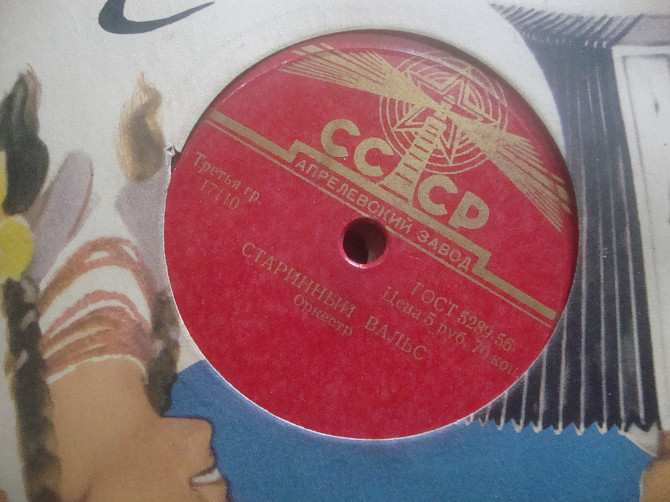 СССР
АПРЕЛЕВСКИЙ ЗАВОД
Третья гр.
17110
ГОСТ 5289-56
Цена 5 руб. 70 коп.
СТАРИННЫЙ ВАЛЬС
Оркестр